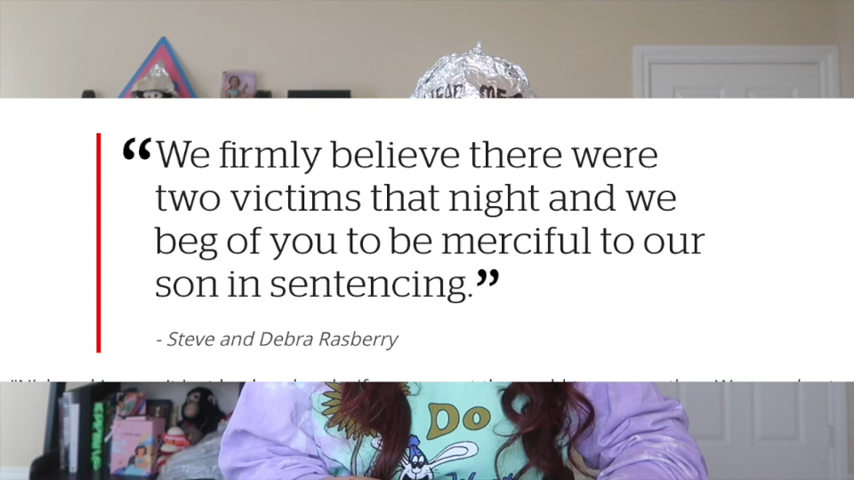 “We firmly believe there were
two victims that night and we
beg of you to be merciful to our
son in sentencing.”
- Steve and Debra Rasberry
Do